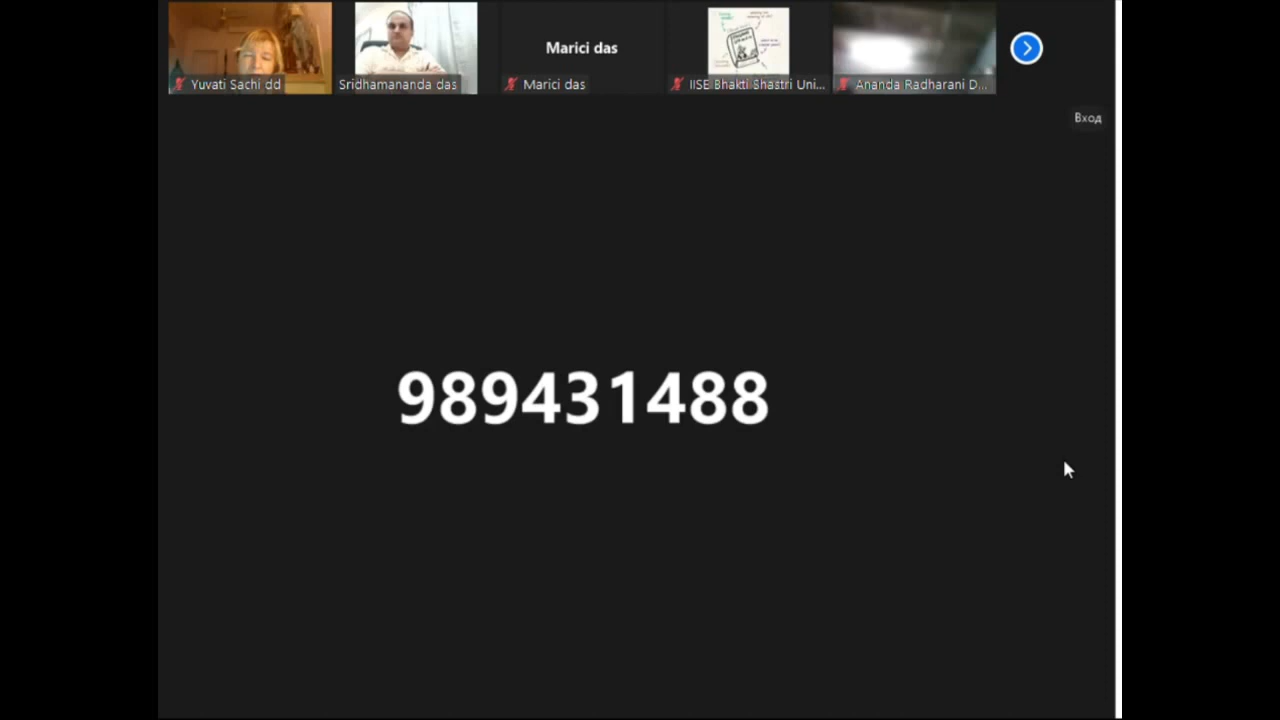 Marici das
Yuvati Sachi dd
Sridhamananda das
Marici das
IISE Bhakti Shastri Uni...
Ananda Radharani D...
Вход
989431488